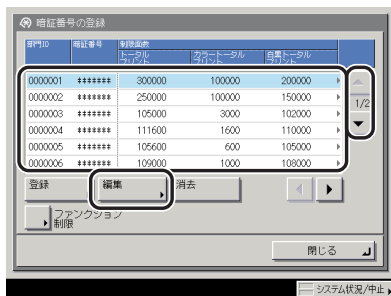 暗証番号の登録
部門ID 暗証番号 制限面数
トータルプリント カラートータルプリント 白黒トータルプリント
0000001 ******* 300000 100000 200000
0000002 ******* 250000 100000 150000
0000003 ******* 105000 3000 102000
0000004 ******* 111600 1600 110000
0000005 ******* 105600 600 105000
0000006 ******* 109000 1000 108000
1/2
登録 編集 消去
ファンクション
制限
閉じる
システム状況/中止